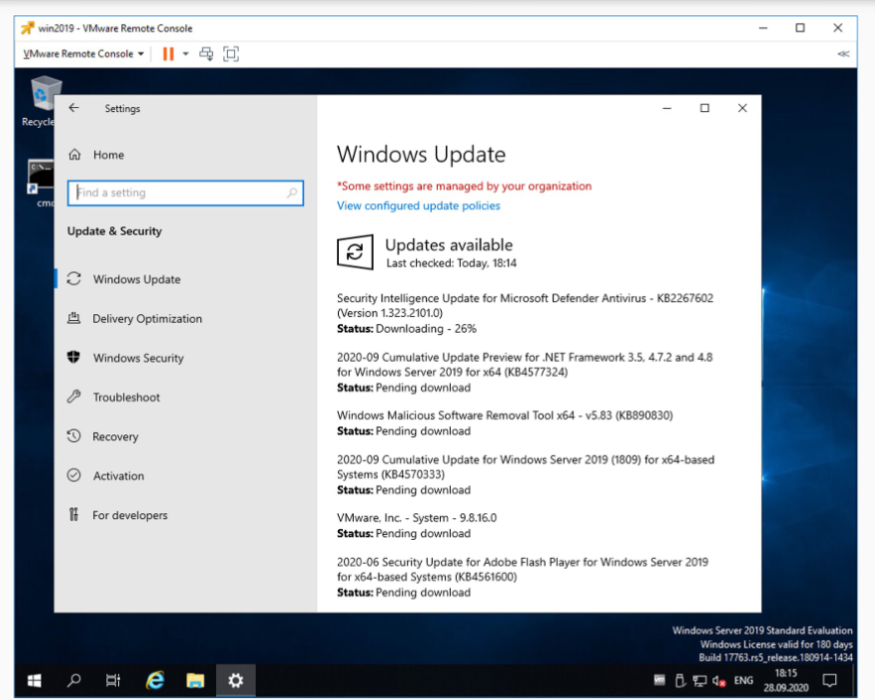 win2019 - VMware Remote Console
VMware Remote Console
Recycle
cmd
Settings
Home
Find a setting
Update & Security
Windows Update
Delivery Optimization
Windows Security
Troubleshoot
Recovery
Activation
For developers
Windows Update
*Some settings are managed by your organization
View configured update policies
Updates available
Last checked: Today, 18:14
Security Intelligence Update for Microsoft Defender Antivirus - KB2267602
(Version 1.323.2101.0)
Status: Downloading - 26%
2020-09 Cumulative Update Preview for .NET Framework 3.5, 4.7.2 and 4.8
for Windows Server 2019 for x64 (KB4577324)
Status: Pending download
Windows Malicious Software Removal Tool x64 - v5.83 (KB890830)
Status: Pending download
2020-09 Cumulative Update for Windows Server 2019 (1809) for x64-based
Systems (KB4570333)
Status: Pending download
VMware, Inc. - System - 9.8.16.0
Status: Pending download
2020-06 Security Update for Adobe Flash Player for Windows Server 2019
for x64-based Systems (KB4561600)
Status: Pending download
Windows Server 2019 Standard Evaluation
Windows License valid for 180 days
Build 17763.rs5_release.180914-1434
ENG
18:15
28.09.2020